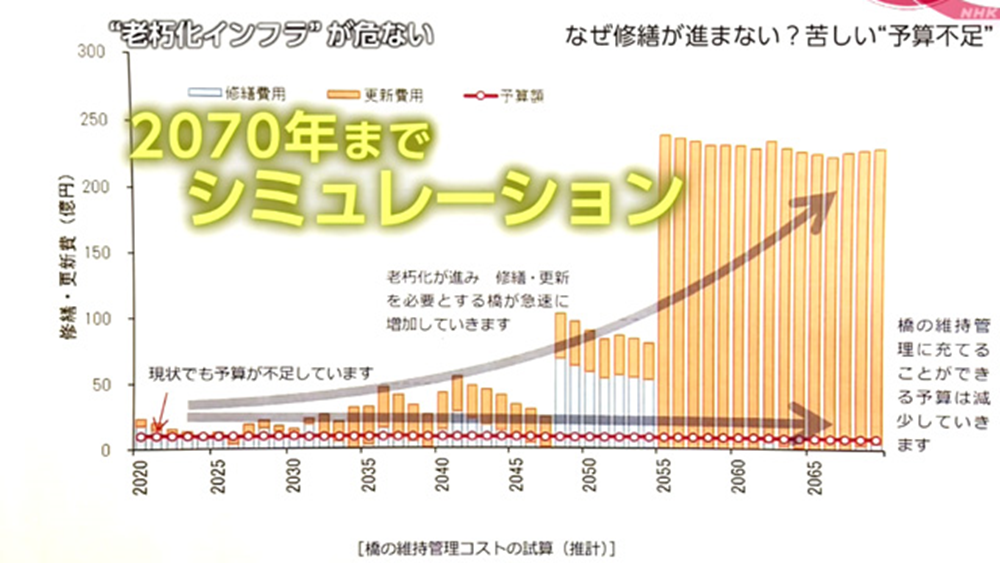 NHK
“老朽化インフラ”が危ない
なぜ修繕が進まない？苦しい“予算不足”
2070年まで
シミュレーション
修繕費用 更新費用 予算額
修繕・更新費（億円）
300
250
200
150
100
50
0
老朽化が進み 修繕・更新
を必要とする橋が急速に
増加していきます
現状でも予算が不足しています
橋の維持管
理に充てる
ことができ
る予算は減
少していき
ます
2020 2025 2030 2035 2040 2045 2050 2055 2060 2065
［橋の維持管理コストの試算（推計）］